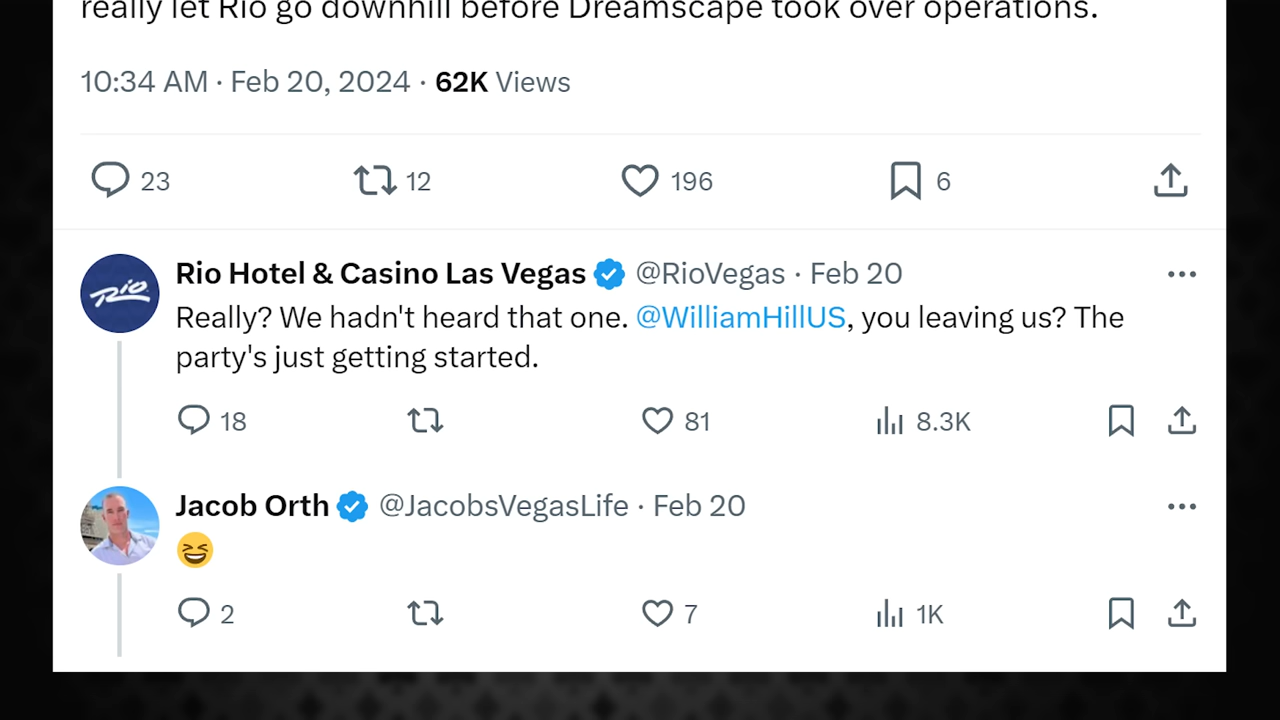 really let Rio go downhill before Dreamscape took over operations.
10:34 AM · Feb 20, 2024 · 62K Views
23 12 196 6
Rio
Rio Hotel & Casino Las Vegas @RioVegas · Feb 20
Really? We hadn't heard that one. @WilliamHillUS, you leaving us? The
party's just getting started.
18 81 8.3K
Jacob Orth @JacobsVegasLife · Feb 20
😆
2 7 1K